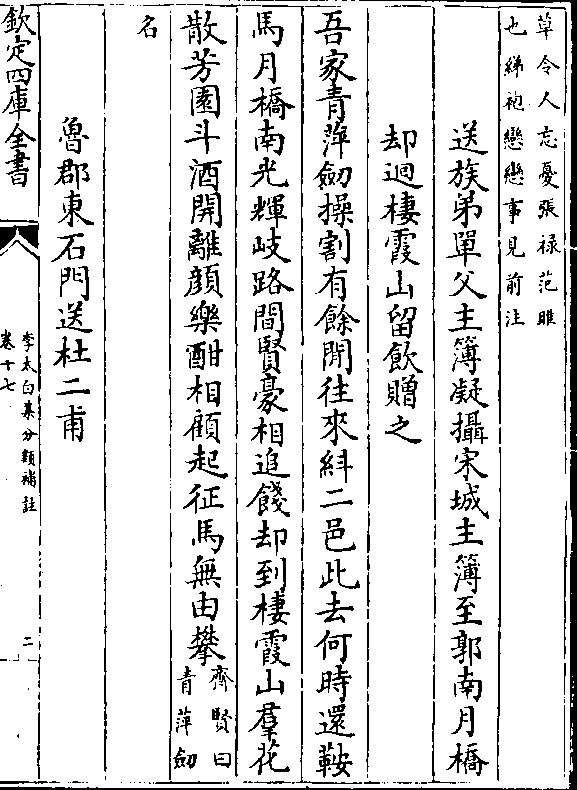 草令人忘憂張禄范雎
也綈袍戀戀事見前注
送族弟單父主簿凝攝宋城主簿至郭南月橋
却迴棲霞山留飲贈之
吾家青萍劒操割有餘閒往來糾二邑此去何時還鞍
馬月橋南光輝岐路間賢豪相追餞却到棲霞山羣花
散芳園斗酒開離顔樂酣相顧起征馬無由攀
齊賢曰
青萍劒
名
魯郡東石門送杜二甫
欽定四庫全書
李太白集分類補註
卷十七
二